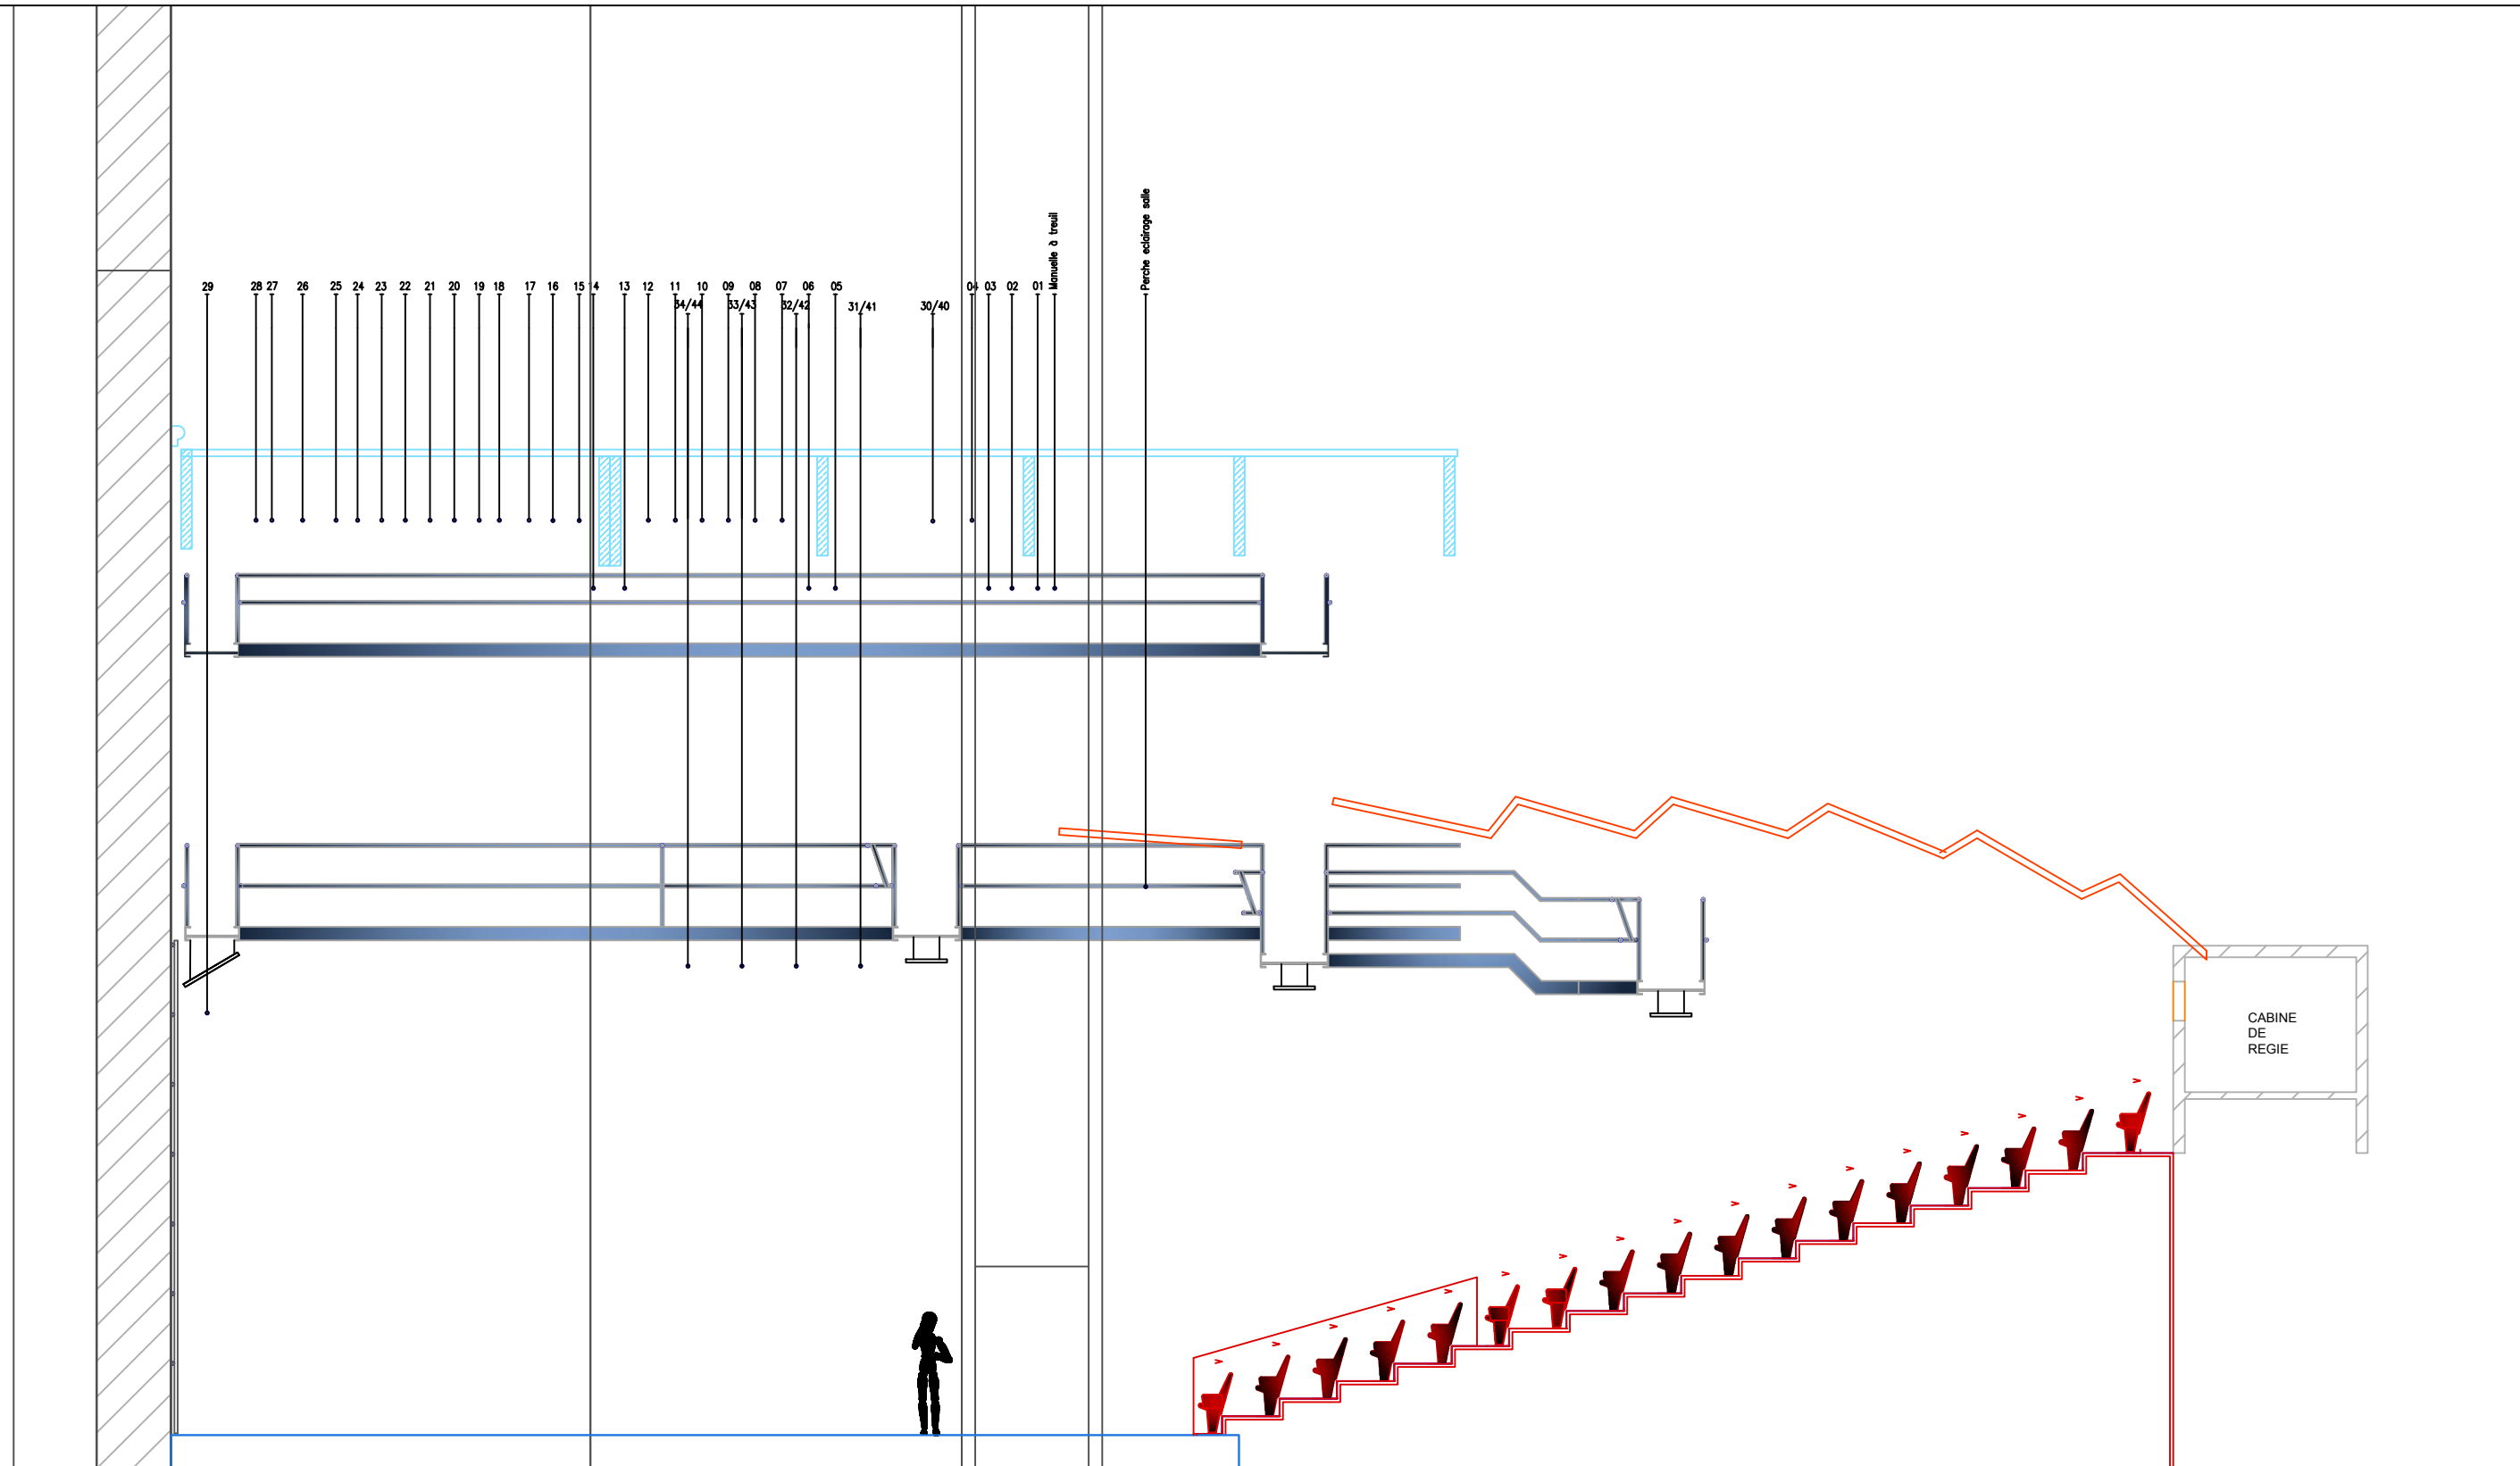 Perche eclairage salle
Manuelle à treuil
29 28 27 26 25 24 23 22 21 20 19 18 17 16 15 14 13 12 11 10 09 08 07 06 05 04 03 02 01
34/44 33/43 32/42 31/41 30/40
CABINE
DE
REGIE